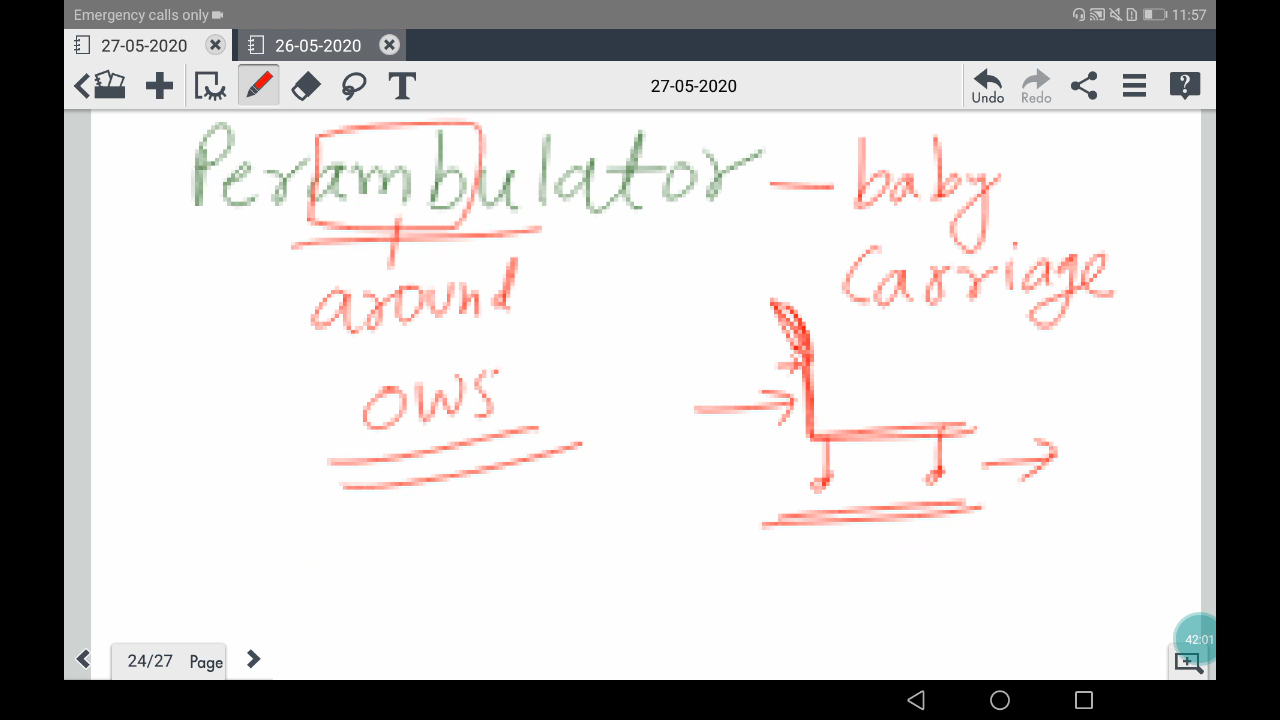 Emergency calls only 11:57
27-05-2020 26-05-2020
T 27-05-2020 Undo Redo
Perambulator — baby
carriage
around
ows
42:01
24/27 Page